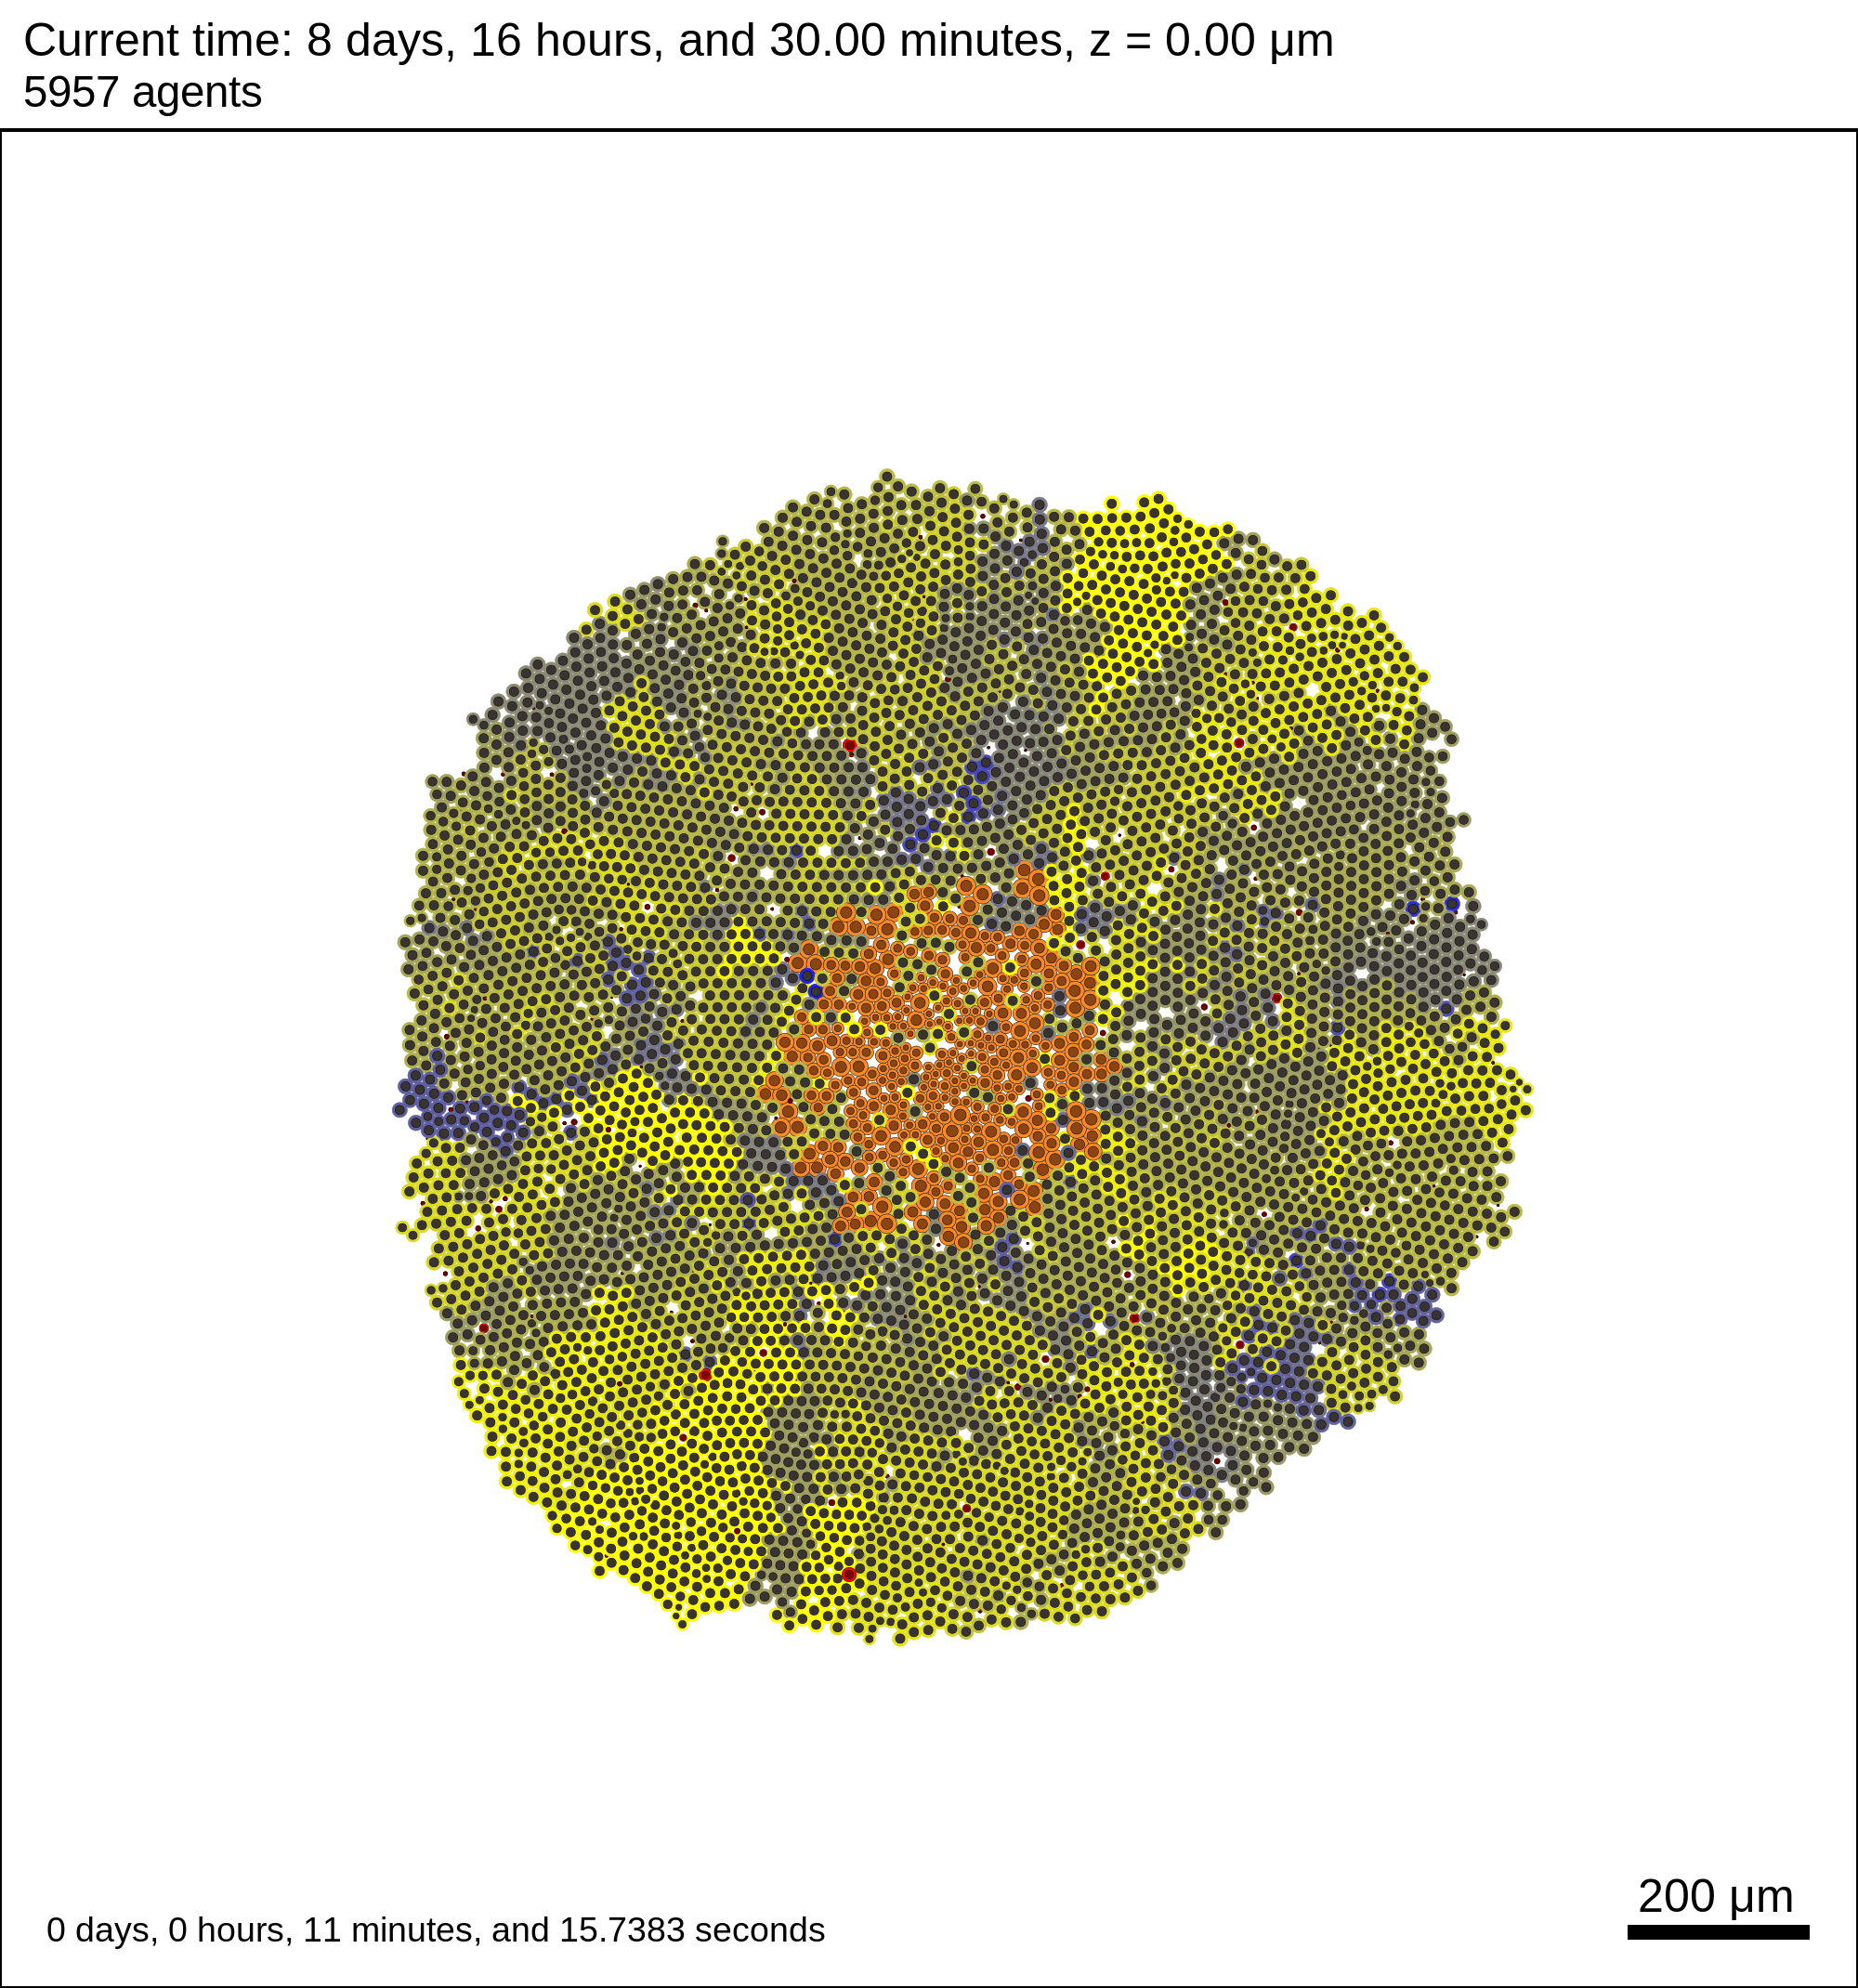 Current time: 8 days, 16 hours, and 30.00 minutes, z = 0.00 μm
5957 agents
200 μm
0 days, 0 hours, 11 minutes, and 15.7383 seconds